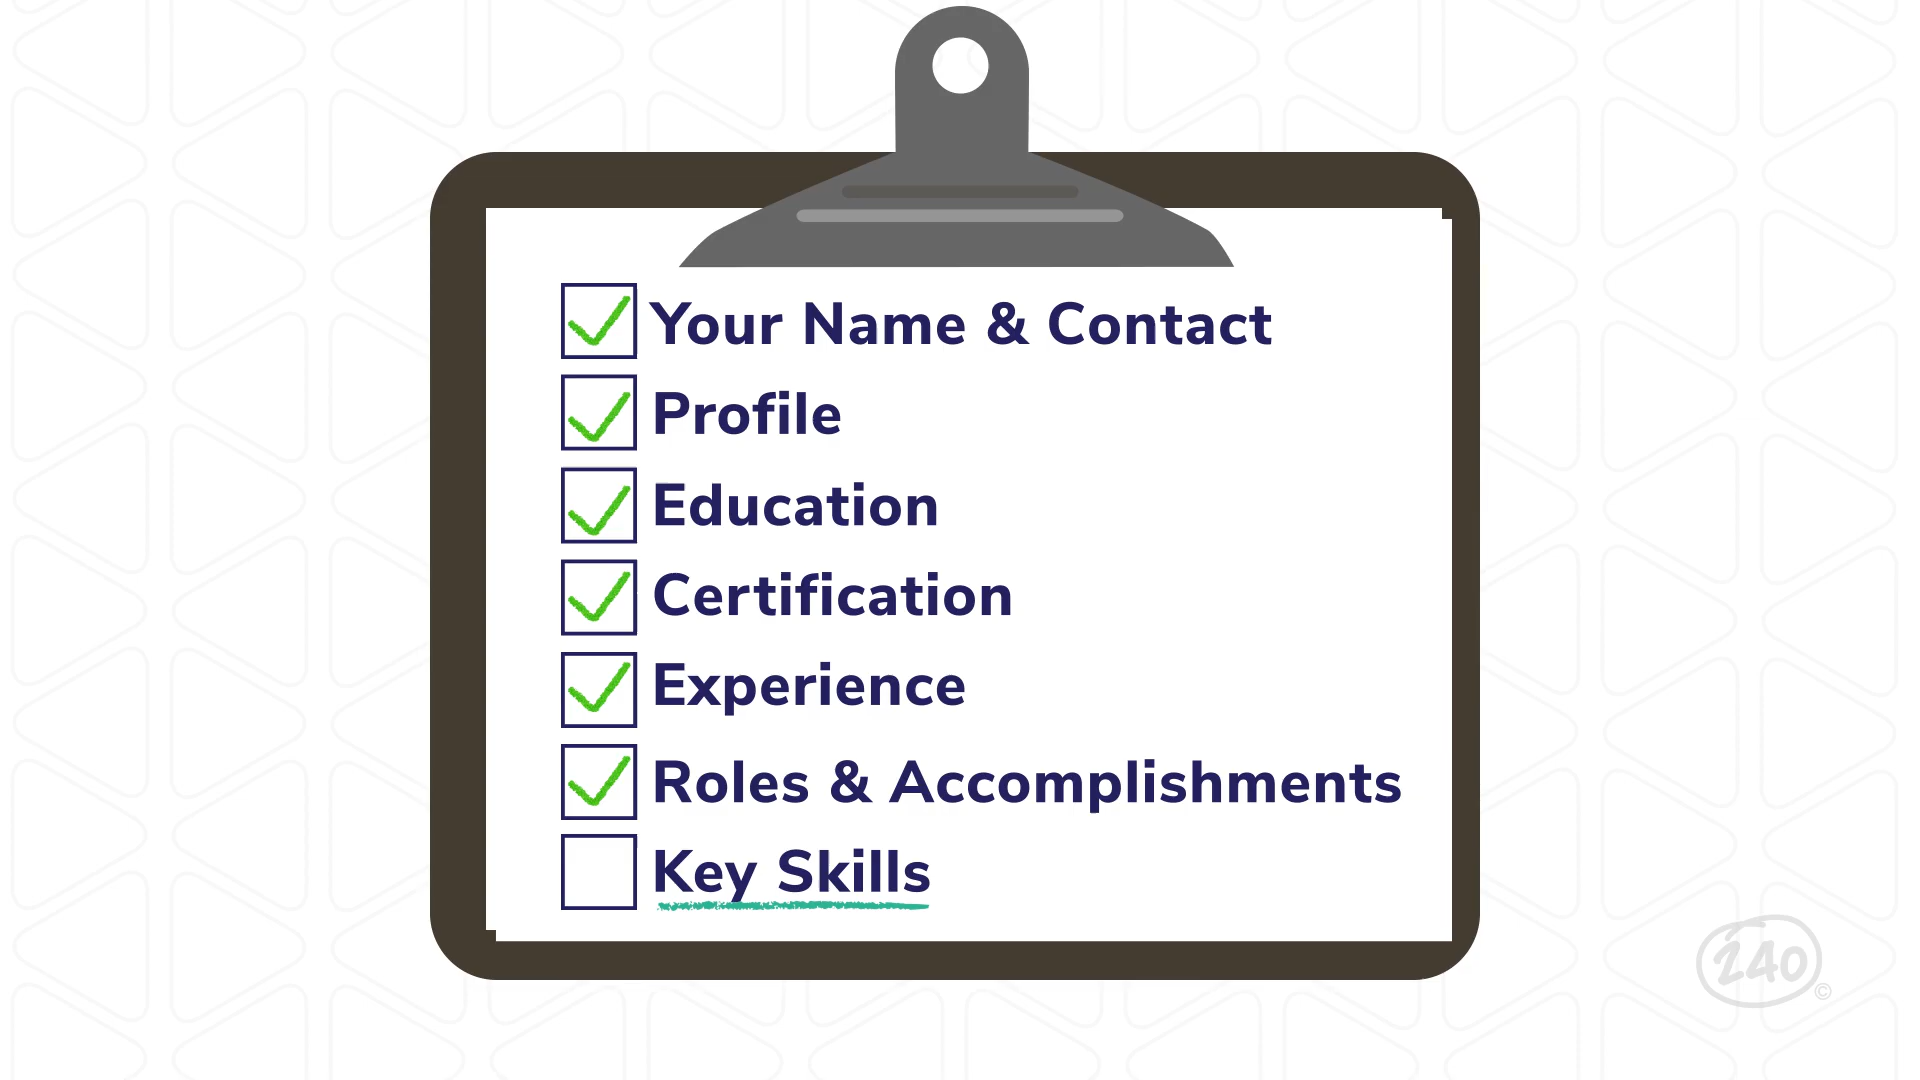 Your Name & Contact
Profile
Education
Certification
Experience
Roles & Accomplishments
Key Skills
240
©